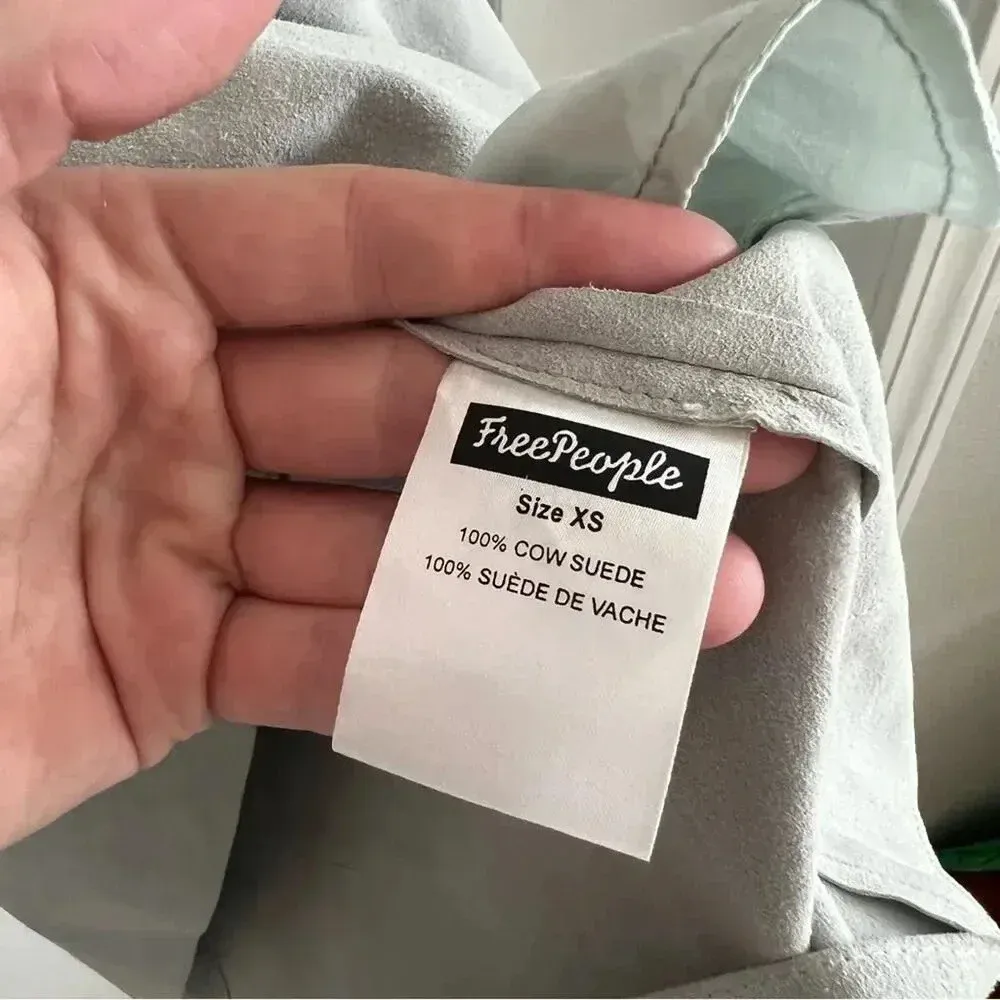 FreePeople
Size XS
100% COW SUEDE
100% SUÈDE DE VACHE